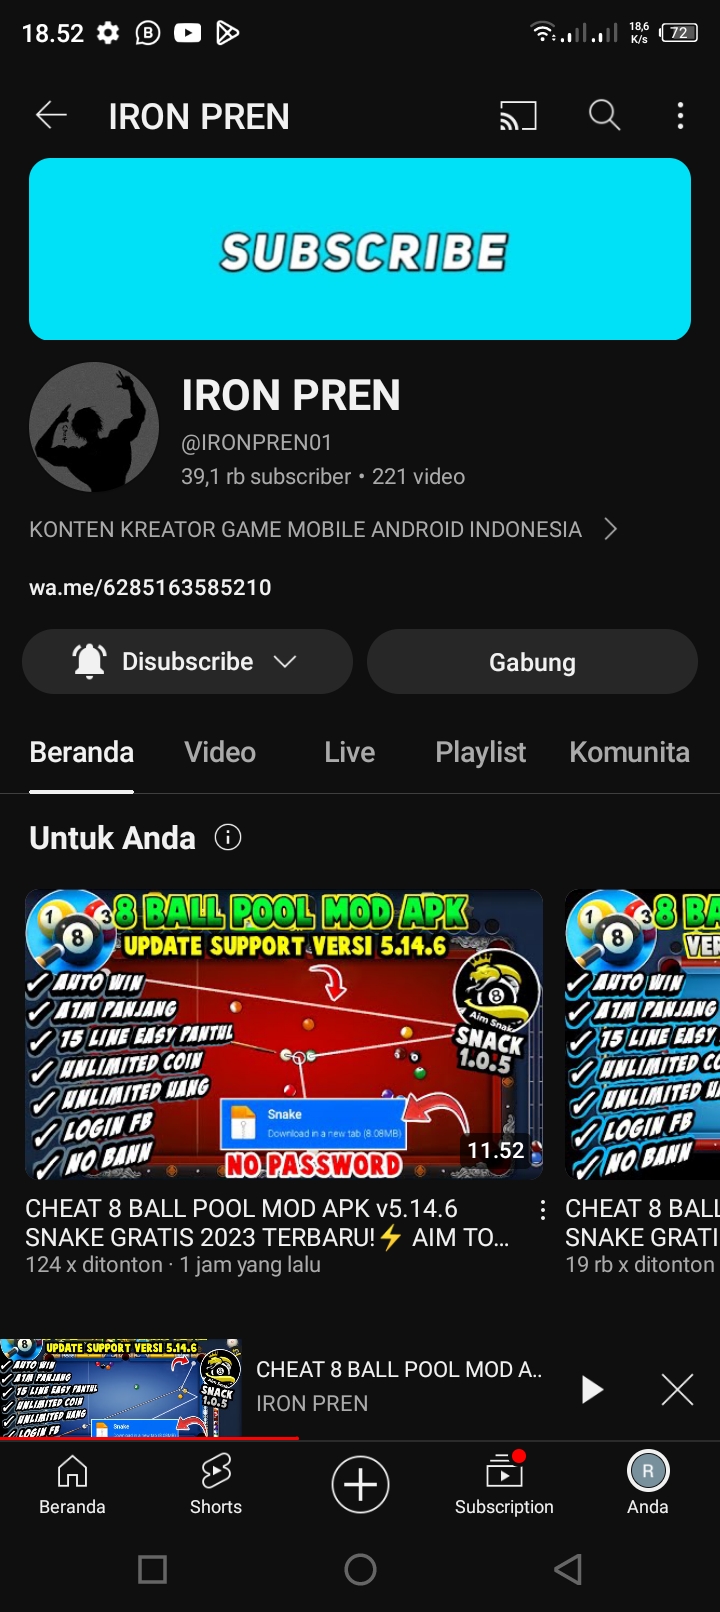 18.52
18,6
K/s
72
IRON PREN
SUBSCRIBE
IRON PREN
@IRONPREN01
39,1 rb subscriber • 221 video
KONTEN KREATOR GAME MOBILE ANDROID INDONESIA
wa.me/6285163585210
Disubscribe
Gabung
Beranda Video Live Playlist Komunita
Untuk Anda
8 BALL POOL MOD APK
UPDATE SUPPORT VERSI 5.14.6
AUTO WIN
A1M PANJANG
15 LINE EASY PANTUL
UNLIMITED COIN
UNLIMITED UANG
LOGIN FB
NO BANN
Aim Snake
SNACK
1.0.5
Snake
Download in a new tab (8.08MB)
NO PASSWORD
11.52
8 BA
VER
AUTO WIN
A1M PANJANG
15 LINE EASY
UNLIMITED CO
UNLIMITED UA
LOGIN FB
NO BANN
CHEAT 8 BALL POOL MOD APK v5.14.6
SNAKE GRATIS 2023 TERBARU!⚡ AIM TO...
124 x ditonton · 1 jam yang lalu
CHEAT 8 BALL
SNAKE GRATI
19 rb x ditonton
UPDATE SUPPORT VERSI 5.14.6
AUTO WIN
A1M PANJANG
15 LINE EASY PANTUL
UNLIMITED COIN
UNLIMITED UANG
LOGIN FB
SNACK
1.0.5
Snake
CHEAT 8 BALL POOL MOD A..
IRON PREN
Beranda
Shorts
Subscription
R
Anda